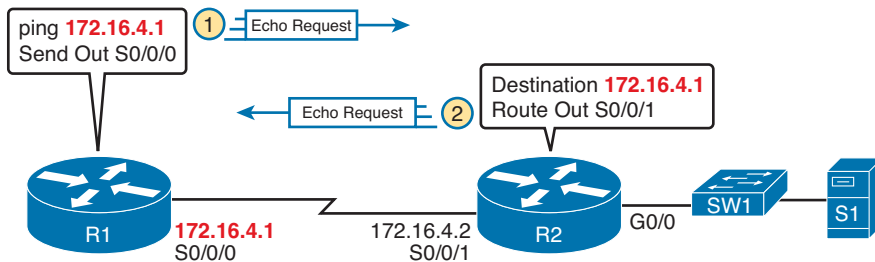 ping 172.16.4.1
Send Out S0/0/0
1
Echo Request
Echo Request
2
Destination 172.16.4.1
Route Out S0/0/1
R1
172.16.4.1
S0/0/0
172.16.4.2
S0/0/1
R2
G0/0
SW1
S1